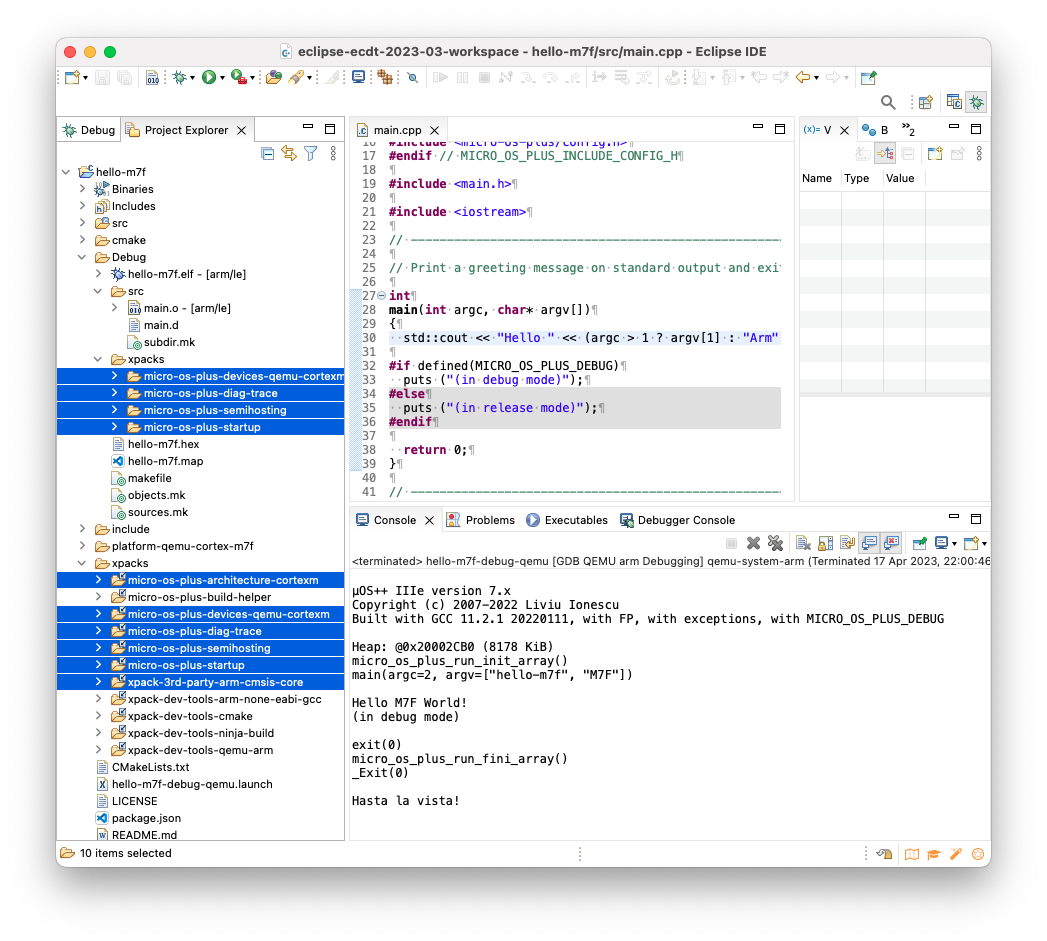 eclipse-ecdt-2023-03-workspace - hello-m7f/src/main.cpp - Eclipse IDE
Debug
Project Explorer
hello-m7f
Binaries
Includes
src
cmake
Debug
hello-m7f.elf - [arm/le]
src
main.o - [arm/le]
main.d
subdir.mk
xpacks
micro-os-plus-devices-qemu-cortexm
micro-os-plus-diag-trace
micro-os-plus-semihosting
micro-os-plus-startup
hello-m7f.hex
hello-m7f.map
makefile
objects.mk
sources.mk
include
platform-qemu-cortex-m7f
xpacks
micro-os-plus-architecture-cortexm
micro-os-plus-build-helper
micro-os-plus-devices-qemu-cortexm
micro-os-plus-diag-trace
micro-os-plus-semihosting
micro-os-plus-startup
xpack-3rd-party-arm-cmsis-core
xpack-dev-tools-arm-none-eabi-gcc
xpack-dev-tools-cmake
xpack-dev-tools-ninja-build
xpack-dev-tools-qemu-arm
CMakeLists.txt
hello-m7f-debug-qemu.launch
LICENSE
package.json
README.md
main.cpp
16 #include·<micro-os-plus/config.h>¶
17 #endif·//·MICRO_OS_PLUS_INCLUDE_CONFIG_H¶
18 ¶
19 #include·<main.h>¶
20 ¶
21 #include·<iostream>¶
22 ¶
23 //·----------------------------------------------------
24 ¶
25 //·Print·a·greeting·message·on·standard·output·and·exi
26 ¶
27 int¶
28 main(int·argc,·char*·argv[])¶
29 {¶
30 ··std::cout·<<·"Hello·"·<<·(argc·>·1·?·argv[1]·:·"Arm"
31 ¶
32 #if·defined(MICRO_OS_PLUS_DEBUG)¶
33 ··puts·("(in·debug·mode)");¶
34 #else¶
35 ··puts·("(in·release·mode)");¶
36 #endif¶
37 ¶
38 ··return·0;¶
39 }¶
40 ¶
41 //·----------------------------------------------------
(x)= V
B
»2
Name Type Value
Console
Problems
Executables
Debugger Console
<terminated> hello-m7f-debug-qemu [GDB QEMU arm Debugging] qemu-system-arm (Terminated 17 Apr 2023, 22:00:46
µOS++ IIIe version 7.x
Copyright (c) 2007-2022 Liviu Ionescu
Built with GCC 11.2.1 20220111, with FP, with exceptions, with MICRO_OS_PLUS_DEBUG
Heap: @0x20002CB0 (8178 KiB)
micro_os_plus_run_init_array()
main(argc=2, argv=["hello-m7f", "M7F"])
Hello M7F World!
(in debug mode)
exit(0)
micro_os_plus_run_fini_array()
_Exit(0)
Hasta la vista!
10 items selected